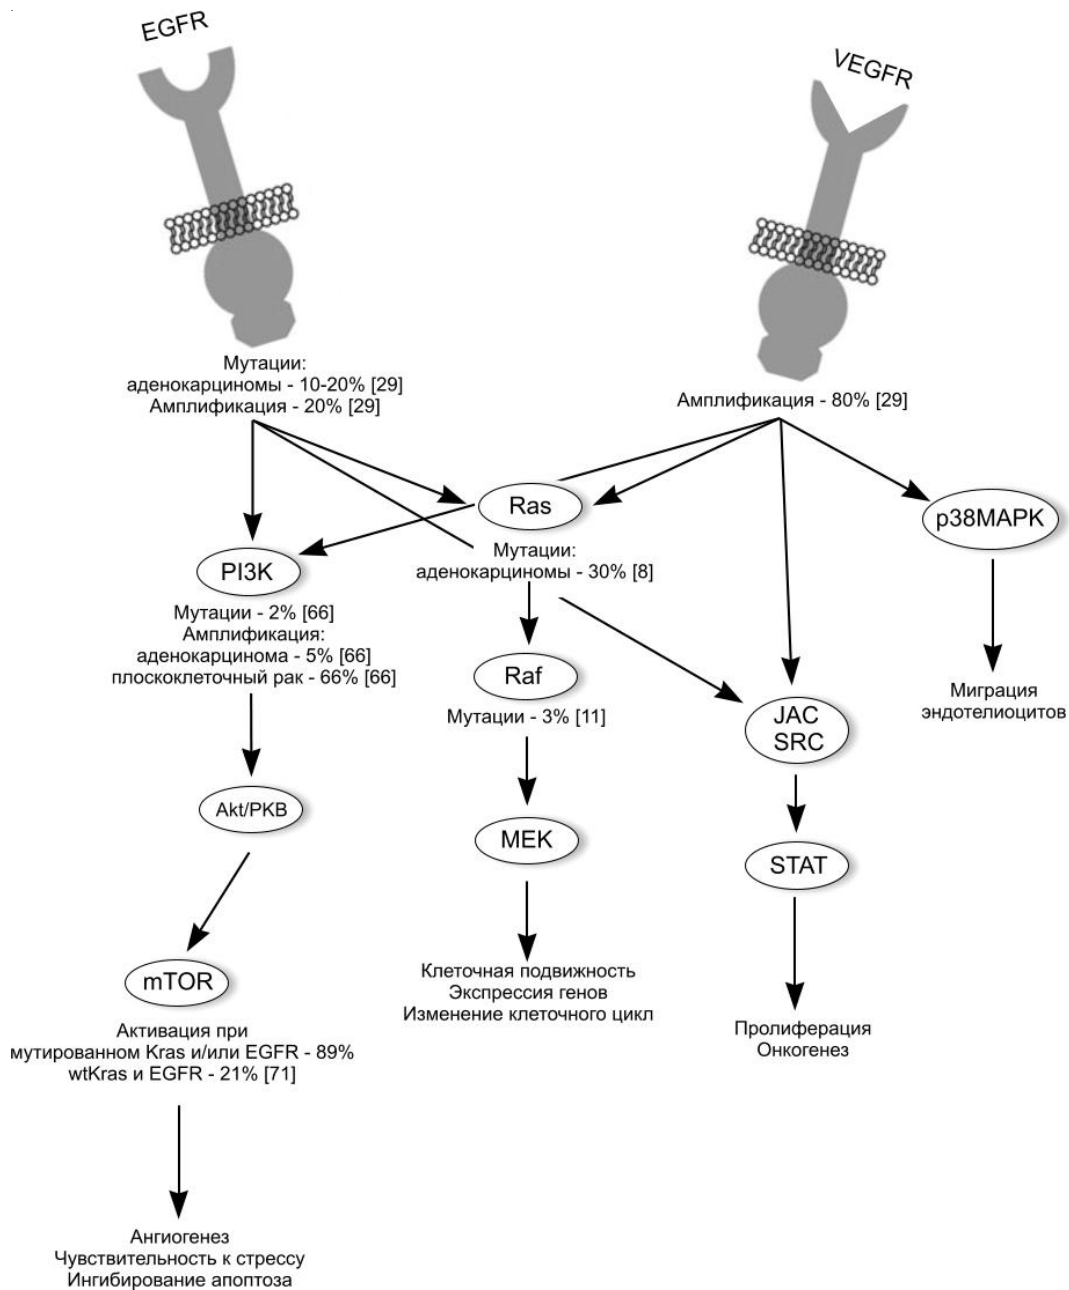 EGFR
VEGFR
Мутации:
аденокарциномы - 10-20% [29]
Амплификация - 20% [29]
Амплификация - 80% [29]
Ras
p38MAPK
Мутации:
аденокарциномы - 30% [8]
PI3K
Мутации - 2% [66]
Амплификация:
аденокарцинома - 5% [66]
плоскоклеточный рак - 66% [66]
Raf
Мутации - 3% [11]
JAC
SRC
Миграция
эндотелиоцитов
Akt/PKB
MEK
STAT
mTOR
Активация при
мутированном Kras и/или EGFR - 89%
wtKras и EGFR - 21% [71]
Клеточная подвижность
Экспрессия генов
Изменение клеточного цикл
Пролиферация
Онкогенез
Ангиогенез
Чувствительность к стрессу
Ингибирование апоптоза